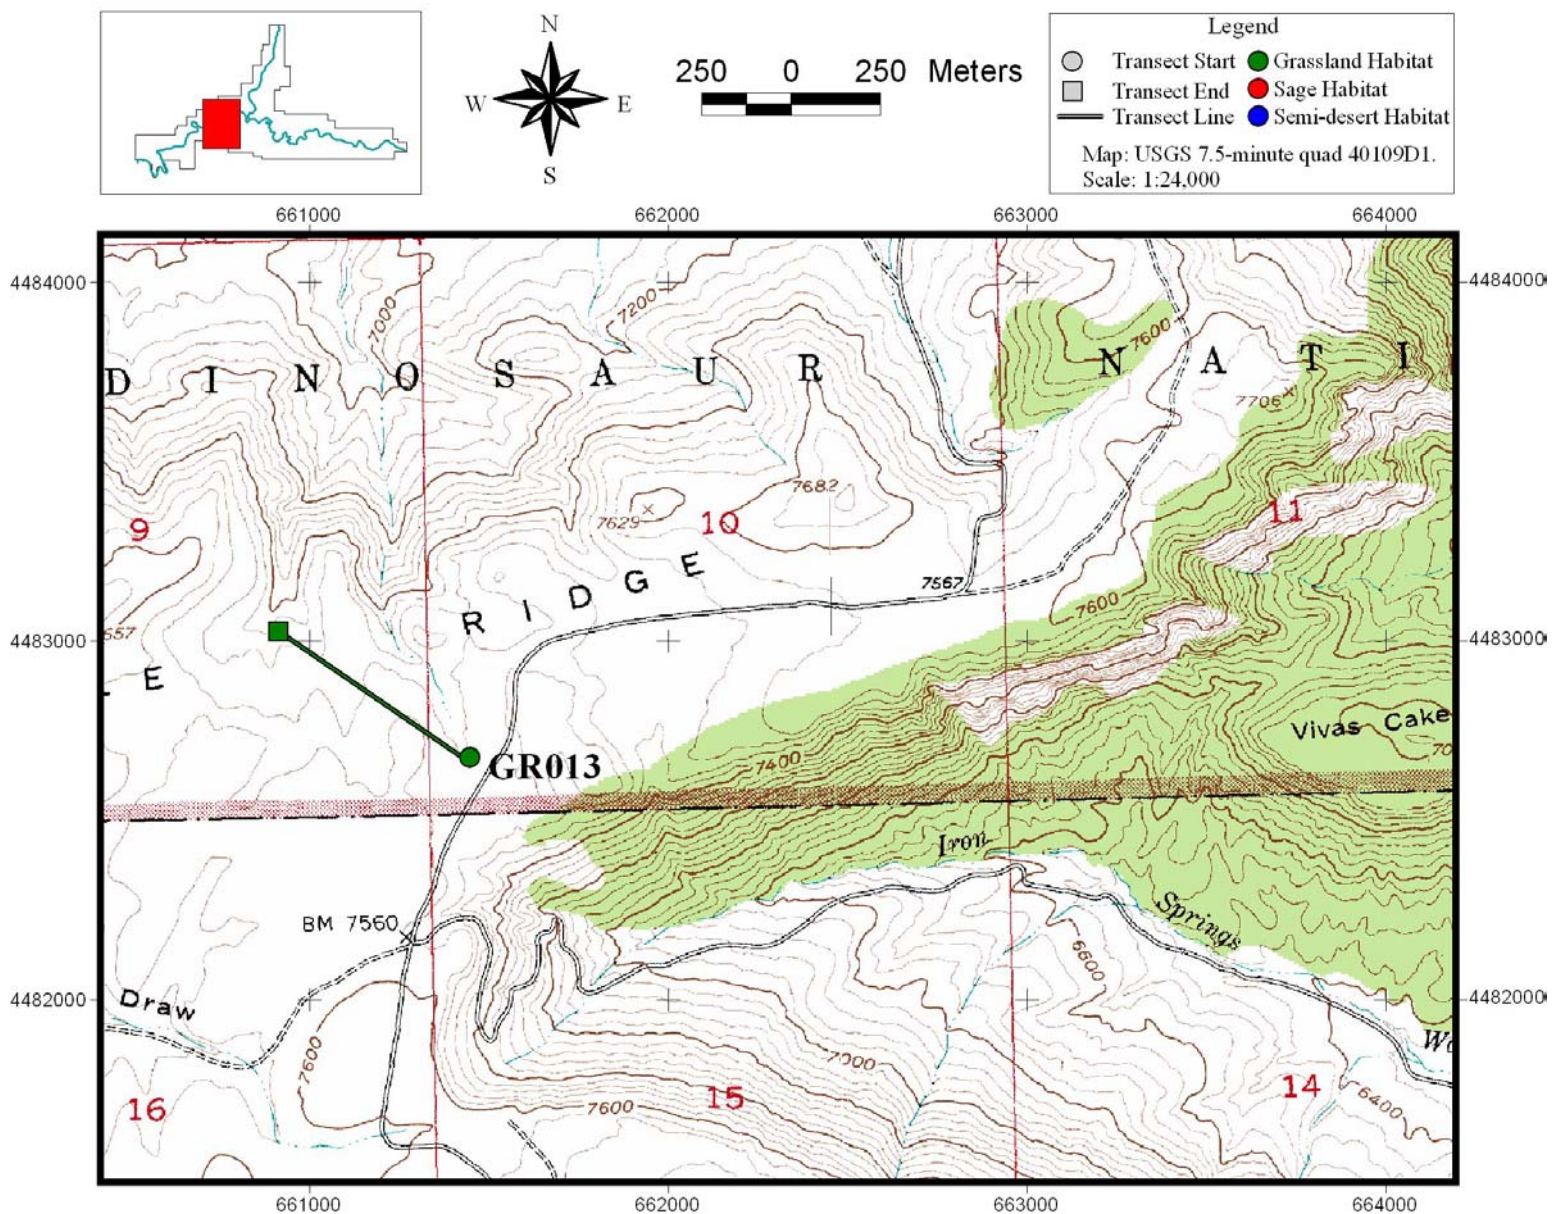 N
W E
S
250 0 250 Meters
Legend
Transect Start Grassland Habitat
Transect End Sage Habitat
Transect Line Semi-desert Habitat
Map: USGS 7.5-minute quad 40109D1.
Scale: 1:24,000
661000 662000 663000 664000
4484000 4484000
7000
7200
7600
D I N O S A U R N A T I
7706
7682
7629
9 10 11
R I D G E
7567
7600
4483000 4483000
657
E
Vivas Cake
70
7400
GR013
Iron
Springs
BM 7560
6600
4482000 4482000
Draw
Wo
7600
7000
7600
6400
16 15 14
661000 662000 663000 664000